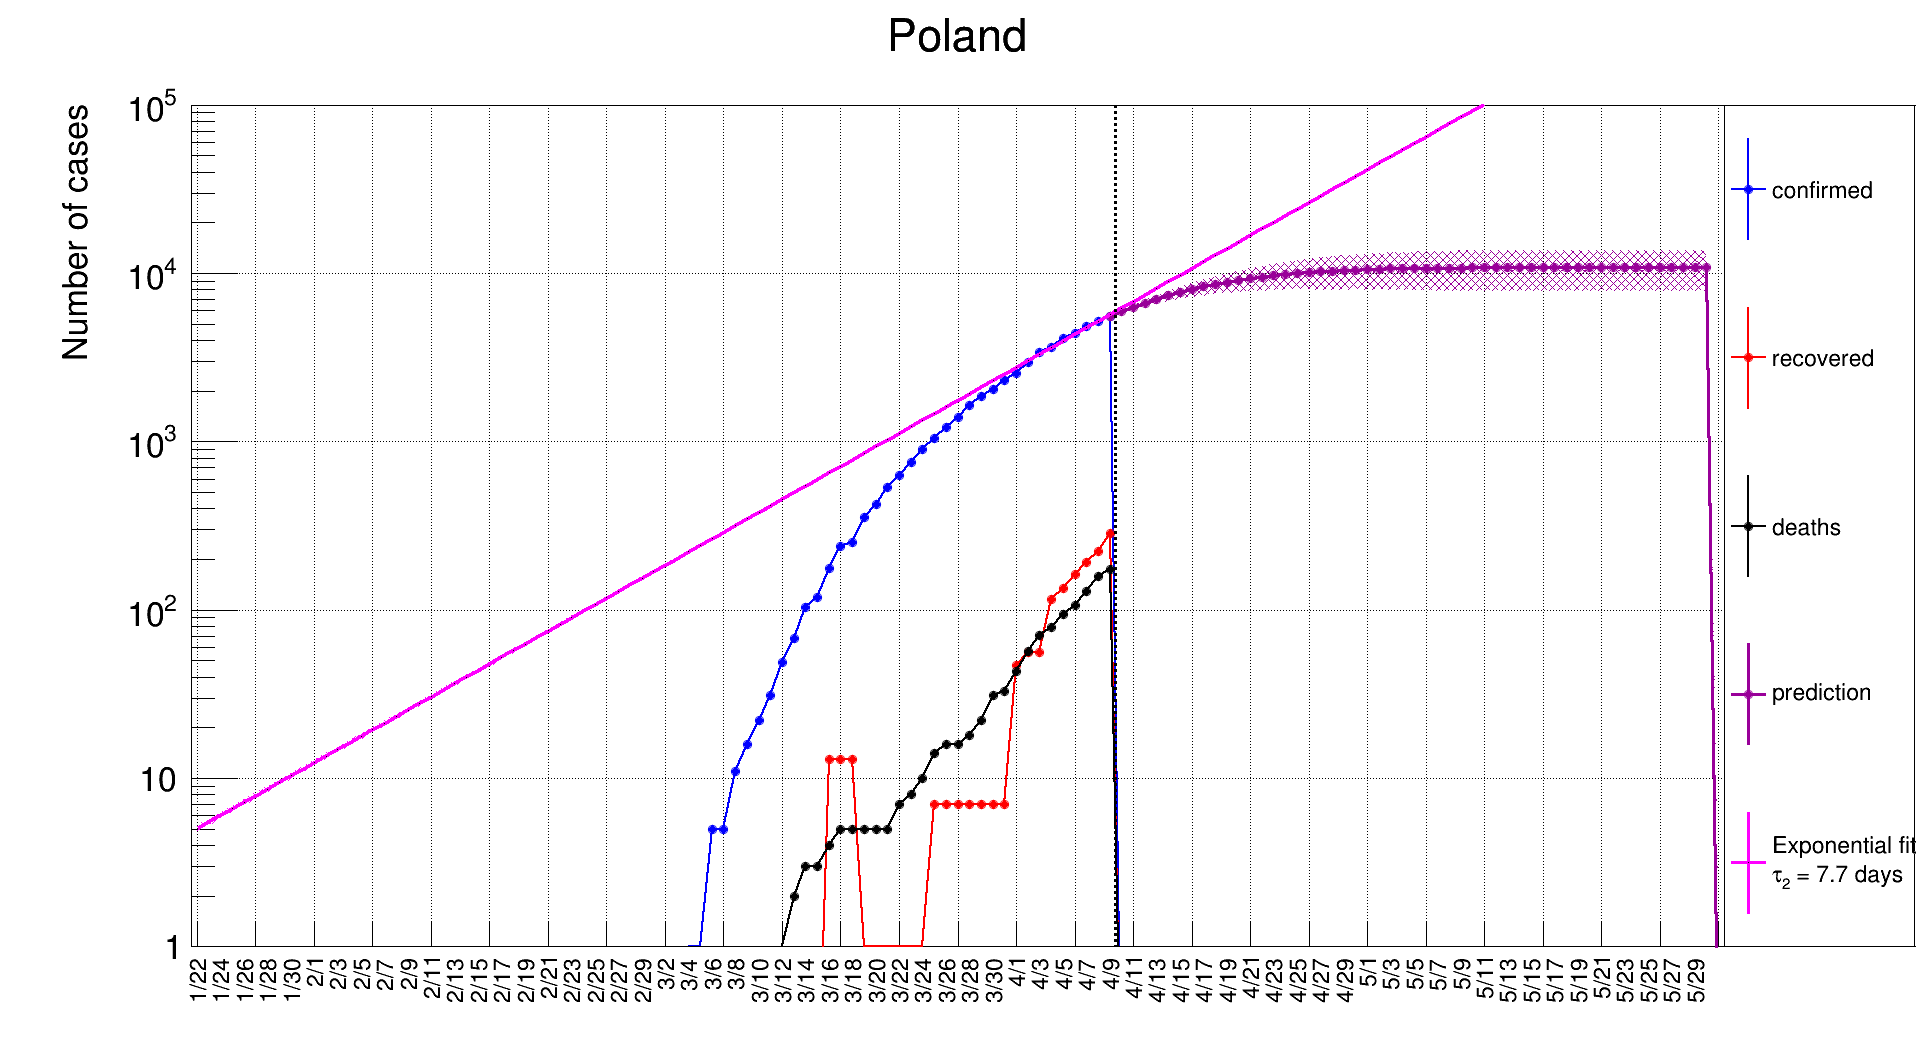 Poland
Number of cases
10^5
10^4
10^3
10^2
10
1
1/22 1/24 1/26 1/28 1/30 2/1 2/3 2/5 2/7 2/9 2/11 2/13 2/15 2/17 2/19 2/21 2/23 2/25 2/27 2/29 3/2 3/4 3/6 3/8 3/10 3/12 3/14 3/16 3/18 3/20 3/22 3/24 3/26 3/28 3/30 4/1 4/3 4/5 4/7 4/9 4/11 4/13 4/15 4/17 4/19 4/21 4/23 4/25 4/27 4/29 5/1 5/3 5/5 5/7 5/9 5/11 5/13 5/15 5/17 5/19 5/21 5/23 5/25 5/27 5/29
confirmed
recovered
deaths
prediction
Exponential fit
τ₂ = 7.7 days